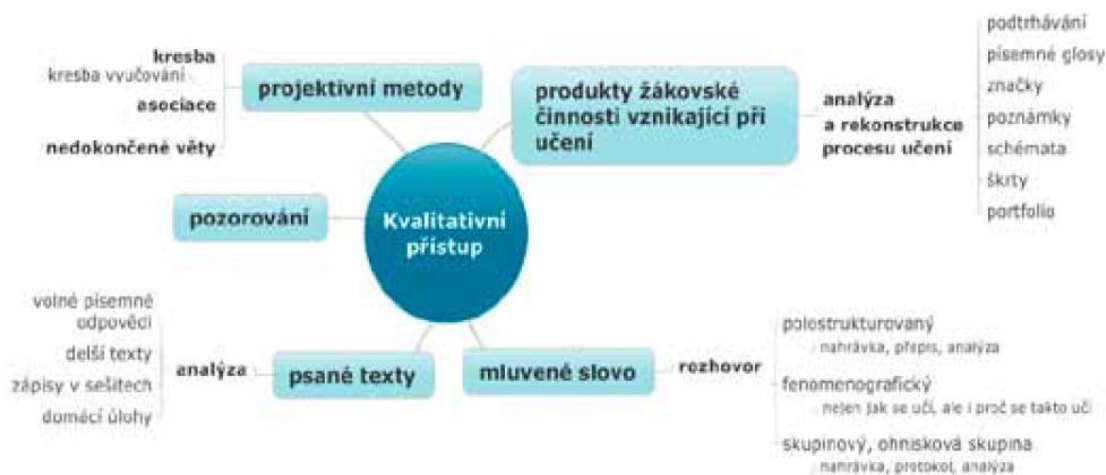 kresba
kresba vyučování
asociace
nedokončené věty
projektivní metody
produkty žákovské
činnosti vznikající při
učení
analýza
a rekonstrukce
procesu učení
podtrhávání
písemné glosy
značky
poznámky
schémata
škrty
portfolio
pozorování
Kvalitativní
přístup
volné písemné
odpovědi
delší texty
zápisy v sešitech
domácí úlohy
analýza
psané texty
mluvené slovo
rozhovor
polostrukturovaný
nahrávka, přepis, analýza
fenomenografický
nejen jak se učí, ale i proč se takto učí
skupinový, ohnisková skupina
nahrávka, protokol, analýza